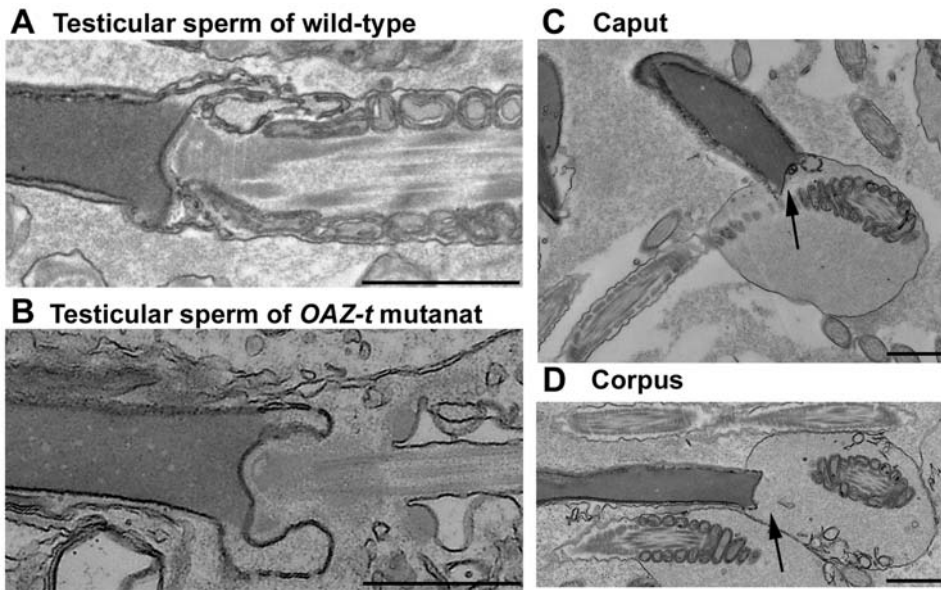 A Testicular sperm of wild-type
B Testicular sperm of OAZ-t mutanat
C Caput
D Corpus